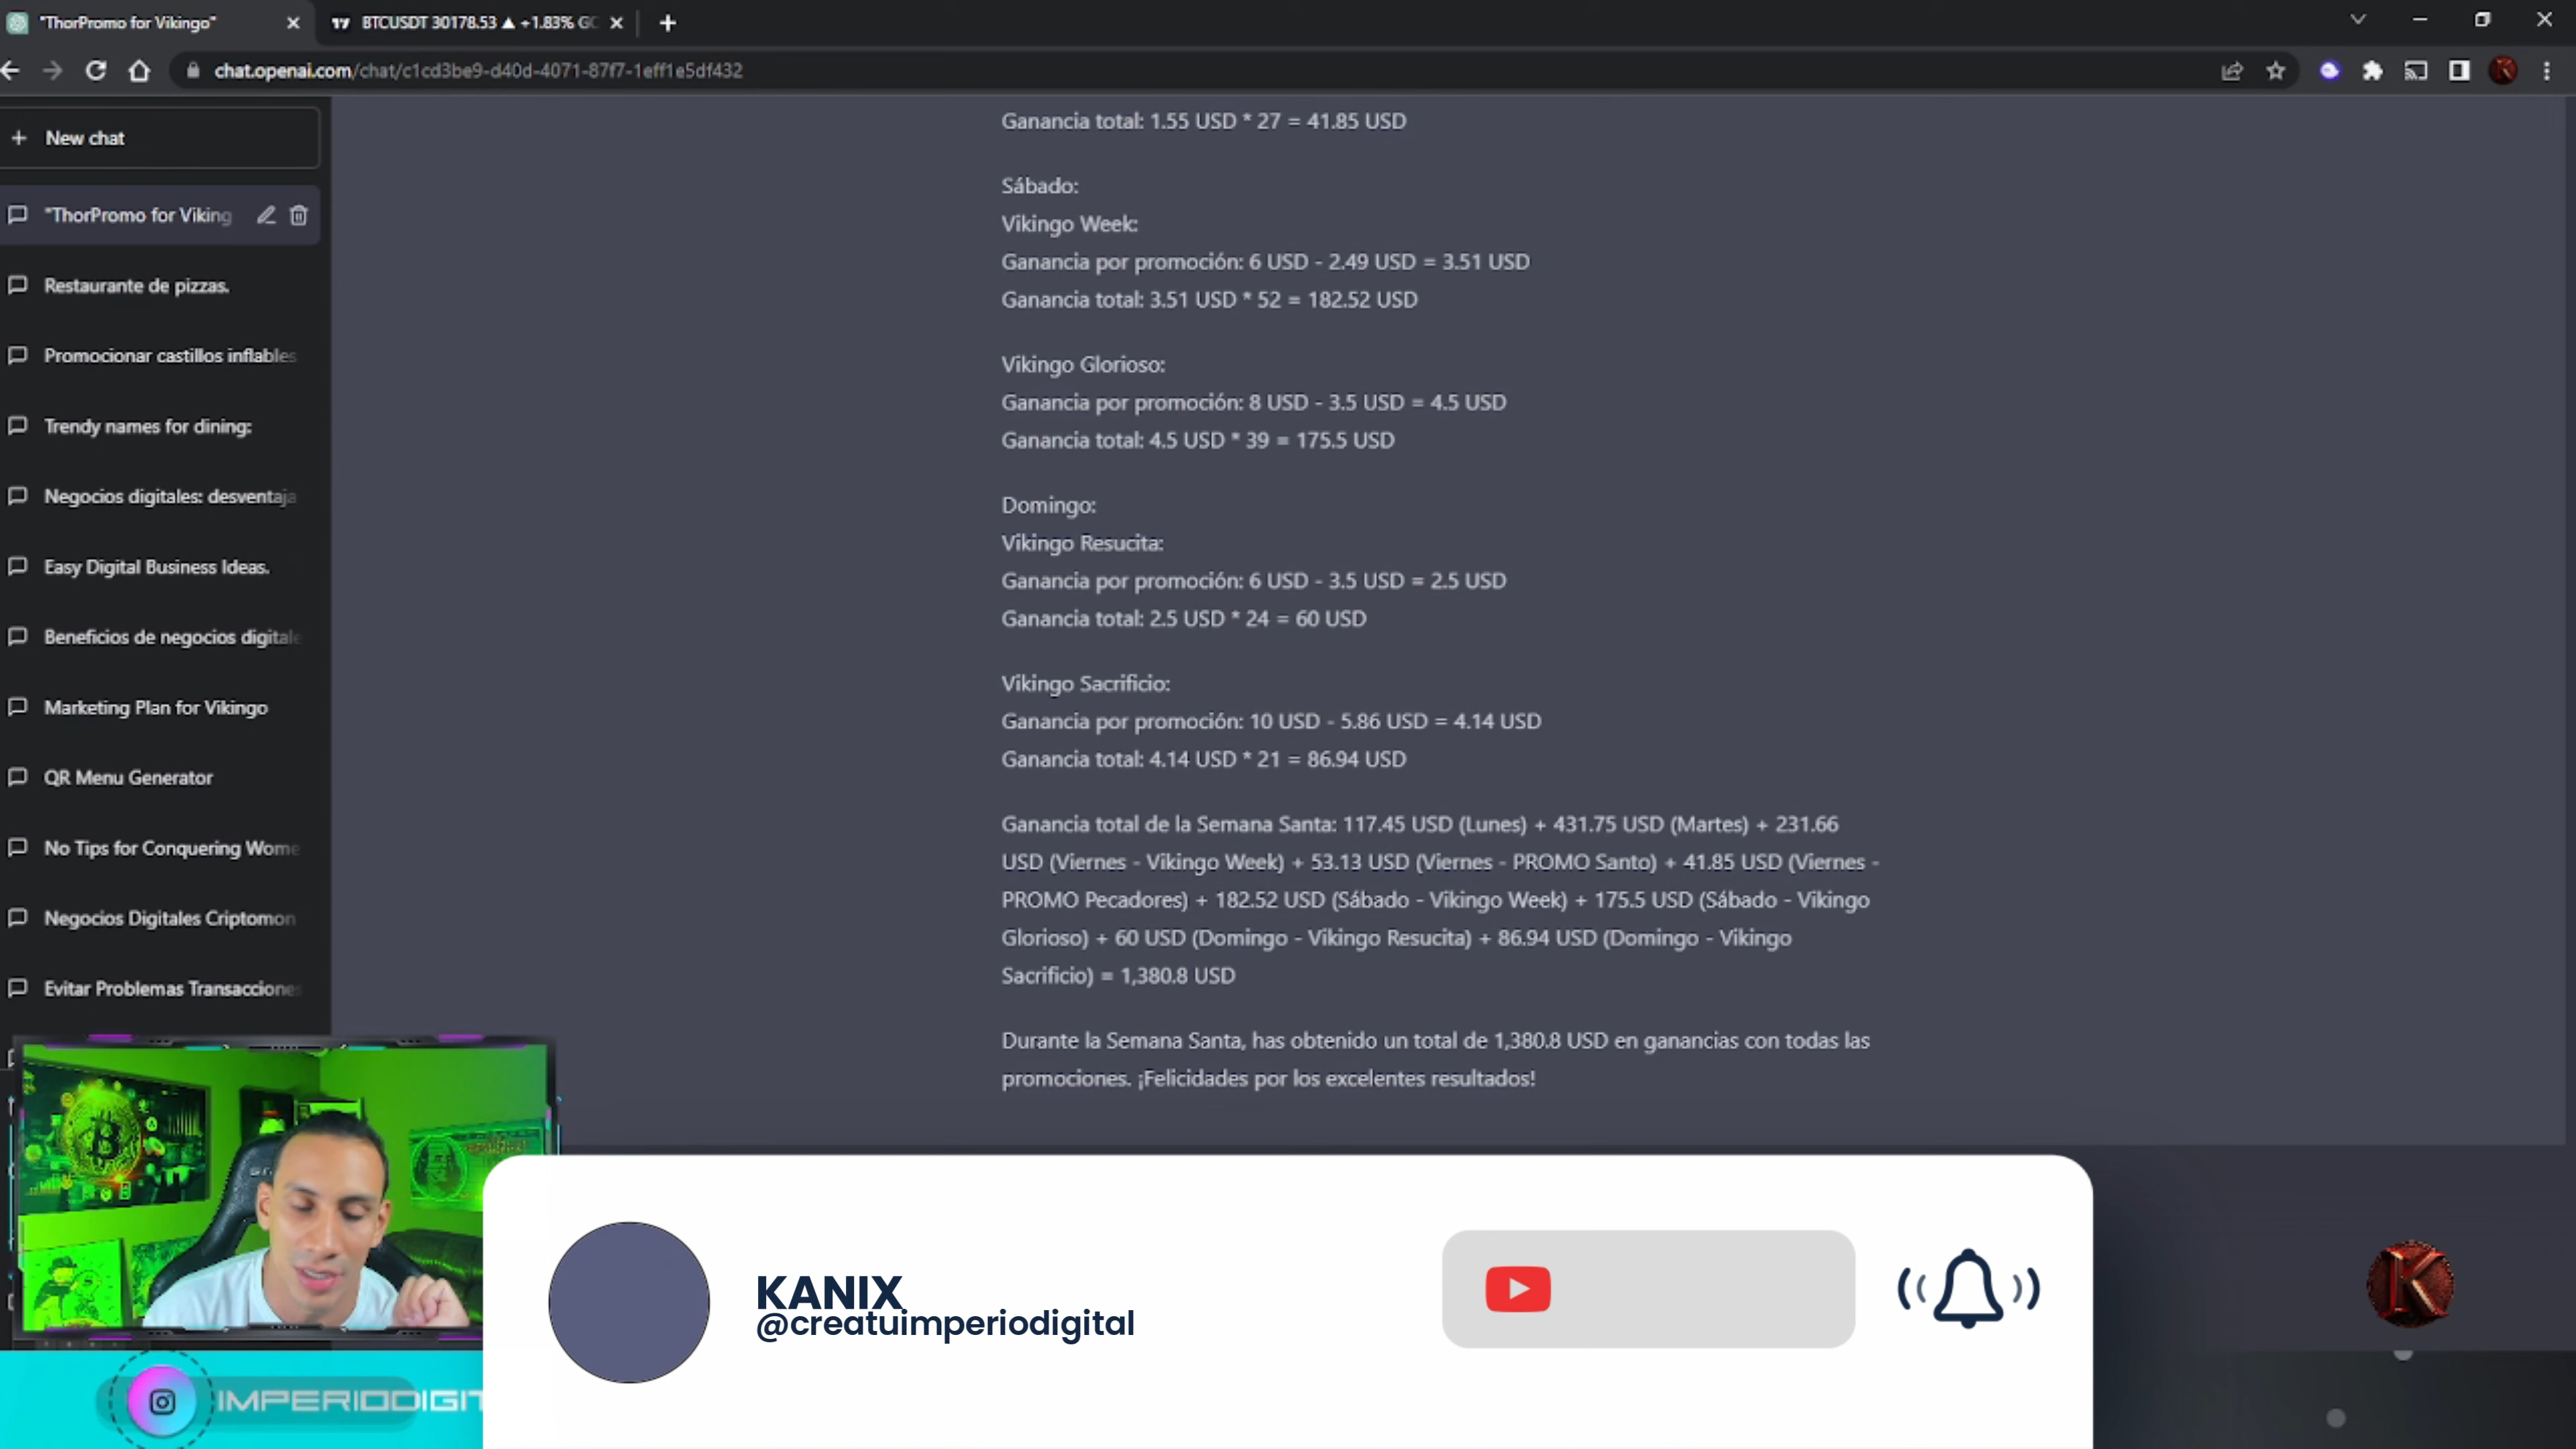 "ThorPromo for Vikingo"
BTCUSDT 30178.53 ▲ +1.83% GC
chat.openai.com/chat/c1cd3be9-d40d-4071-87f7-1eff1e5df432
New chat
"ThorPromo for Viking
Restaurante de pizzas.
Promocionar castillos inflables
Trendy names for dining:
Negocios digitales: desventaja
Easy Digital Business Ideas.
Beneficios de negocios digitale
Marketing Plan for Vikingo
QR Menu Generator
No Tips for Conquering Wome
Negocios Digitales Criptomon
Evitar Problemas Transaccione
Ganancia total: 1.55 USD * 27 = 41.85 USD
Sábado:
Vikingo Week:
Ganancia por promoción: 6 USD - 2.49 USD = 3.51 USD
Ganancia total: 3.51 USD * 52 = 182.52 USD
Vikingo Glorioso:
Ganancia por promoción: 8 USD - 3.5 USD = 4.5 USD
Ganancia total: 4.5 USD * 39 = 175.5 USD
Domingo:
Vikingo Resucita:
Ganancia por promoción: 6 USD - 3.5 USD = 2.5 USD
Ganancia total: 2.5 USD * 24 = 60 USD
Vikingo Sacrificio:
Ganancia por promoción: 10 USD - 5.86 USD = 4.14 USD
Ganancia total: 4.14 USD * 21 = 86.94 USD
Ganancia total de la Semana Santa: 117.45 USD (Lunes) + 431.75 USD (Martes) + 231.66
USD (Viernes - Vikingo Week) + 53.13 USD (Viernes - PROMO Santo) + 41.85 USD (Viernes -
PROMO Pecadores) + 182.52 USD (Sábado - Vikingo Week) + 175.5 USD (Sábado - Vikingo
Glorioso) + 60 USD (Domingo - Vikingo Resucita) + 86.94 USD (Domingo - Vikingo
Sacrificio) = 1,380.8 USD
Durante la Semana Santa, has obtenido un total de 1,380.8 USD en ganancias con todas las
promociones. ¡Felicidades por los excelentes resultados!
KANIX
@creatuimperiodigital
IMPERIODIGIT
K